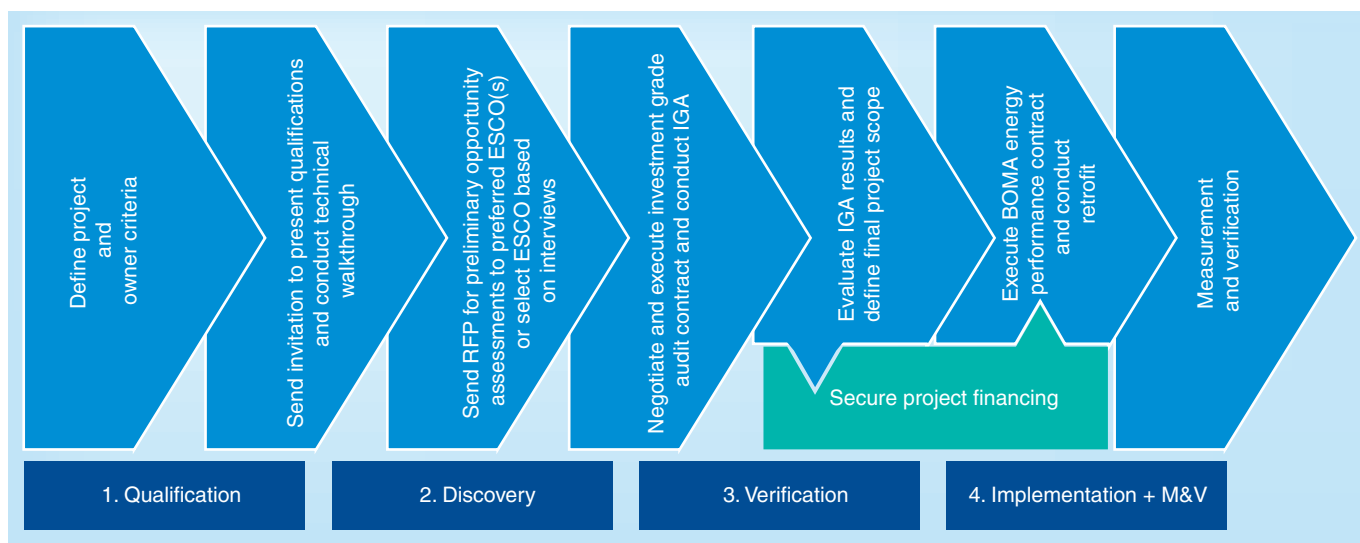 Define project
and
owner criteria
Send invitation to present qualifications
and conduct technical
walkthrough
Send RFP for preliminary opportunity
assessments to preferred ESCO(s)
or select ESCO based
on interviews
Negotiate and execute investment grade
audit contract and conduct IGA
Evaluate IGA results and
define final project scope
Execute BOMA energy
performance contract
and conduct
retrofit
Measurement
and verification
Secure project financing
1. Qualification
2. Discovery
3. Verification
4. Implementation + M&V